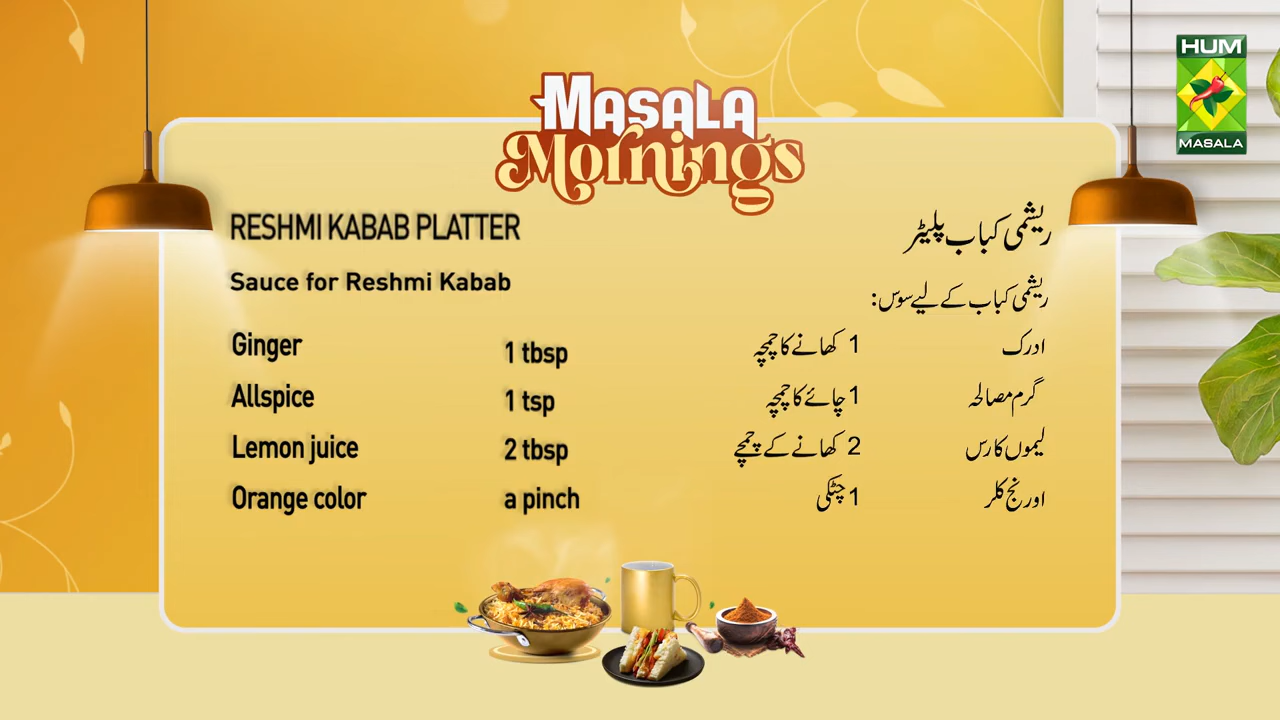 HUM
MASALA
MASALA
Mornings
RESHMI KABAB PLATTER ریشمی کباب پلیٹر
Sauce for Reshmi Kabab ریشمی کباب کے لیے سوس:
Ginger 1 tbsp ادرک 1 کھانے کا چمچہ
Allspice 1 tsp گرم مصالحہ 1 چائے کا چمچہ
Lemon juice 2 tbsp لیموں کا رس 2 کھانے کے چمچے
Orange color a pinch اورنج کلر 1 چٹکی